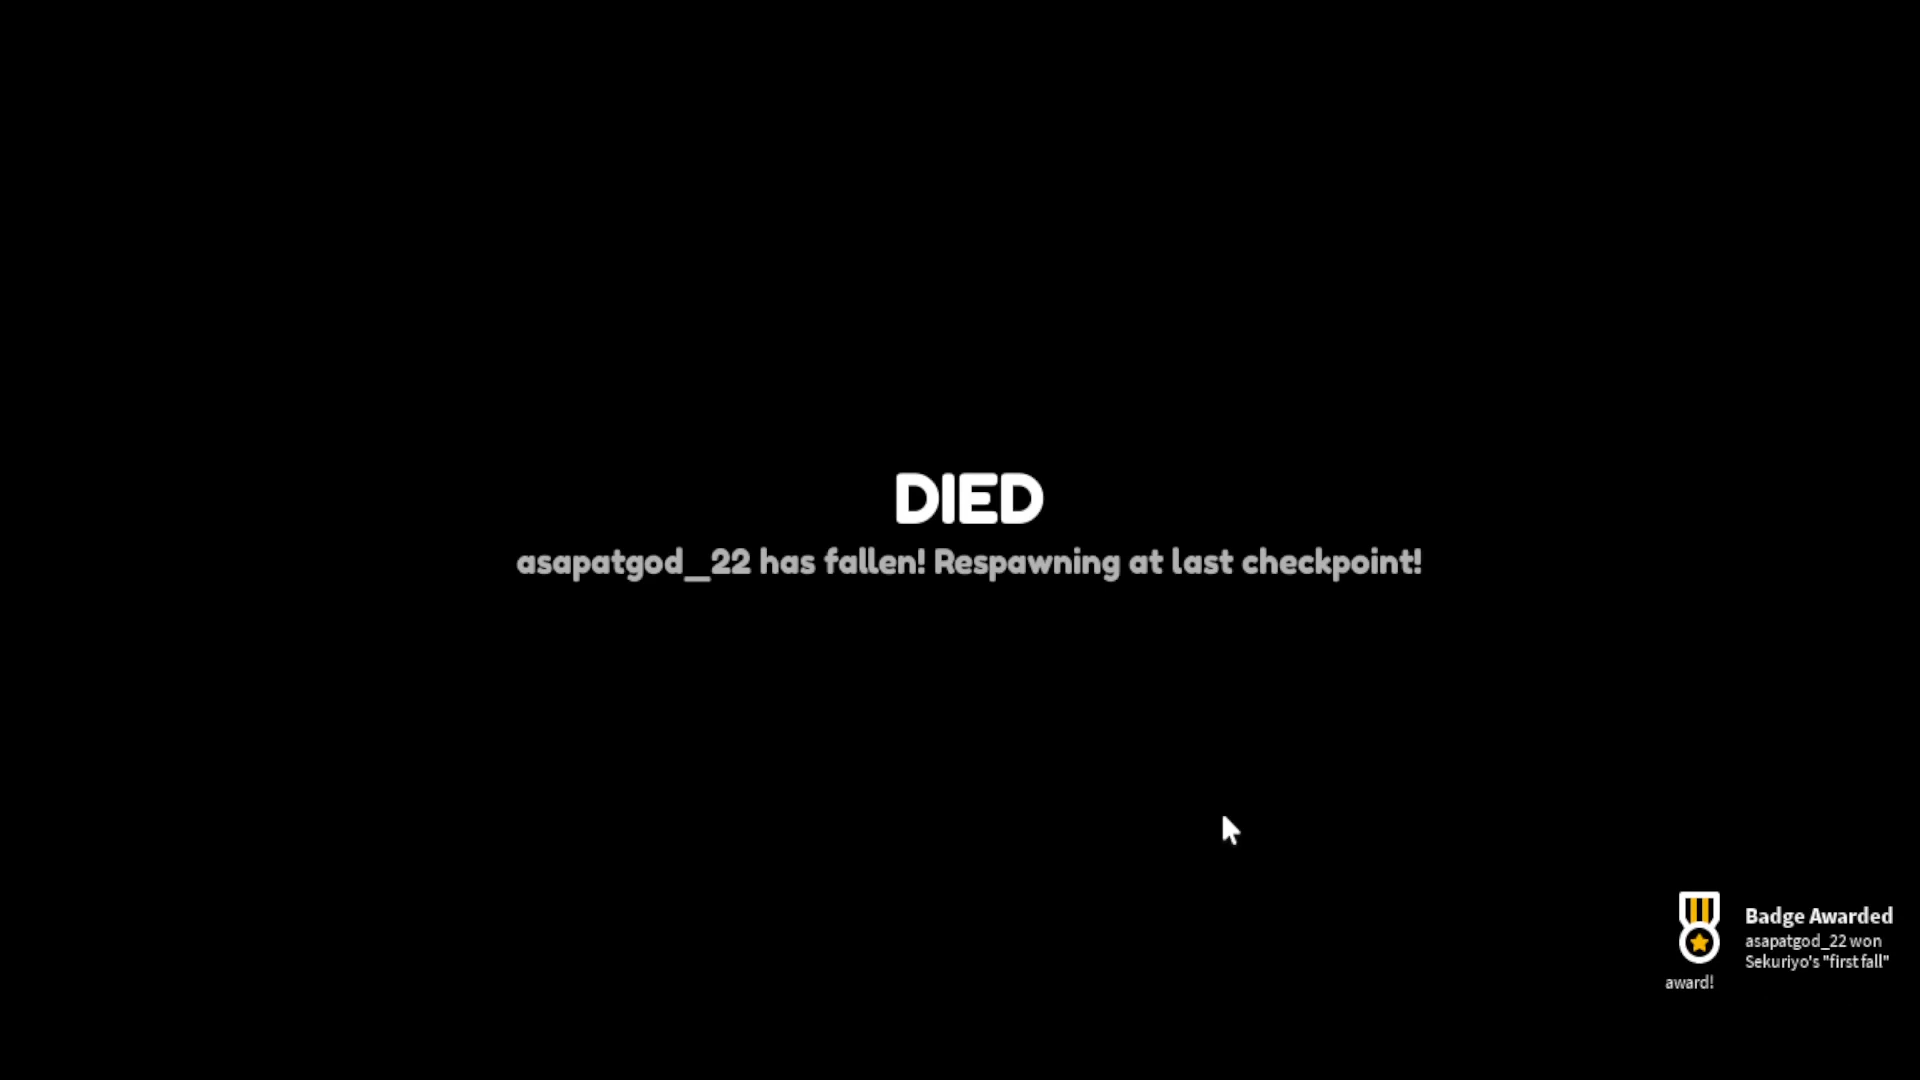 DIED
asapatgod_22 has fallen! Respawning at last checkpoint!
Badge Awarded
asapatgod_22 won
Sekuriyo's "first fall"
award!